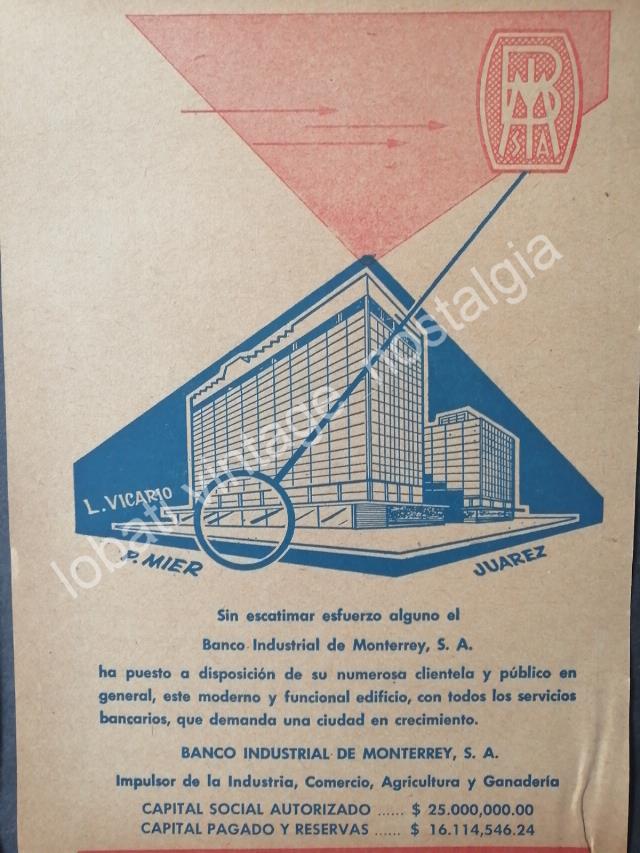 BIM
S A
L. VICARIO
P. MIER
JUAREZ
lobats vintage nostalgia
Sin escatimar esfuerzo alguno el
Banco Industrial de Monterrey, S. A.
ha puesto a disposición de su numerosa clientela y público en
general, este moderno y funcional edificio, con todos los servicios
bancarios, que demanda una ciudad en crecimiento.
BANCO INDUSTRIAL DE MONTERREY, S. A.
Impulsor de la Industria, Comercio, Agricultura y Ganadería
CAPITAL SOCIAL AUTORIZADO ...... $ 25.000,000.00
CAPITAL PAGADO Y RESERVAS ...... $ 16.114,546.24